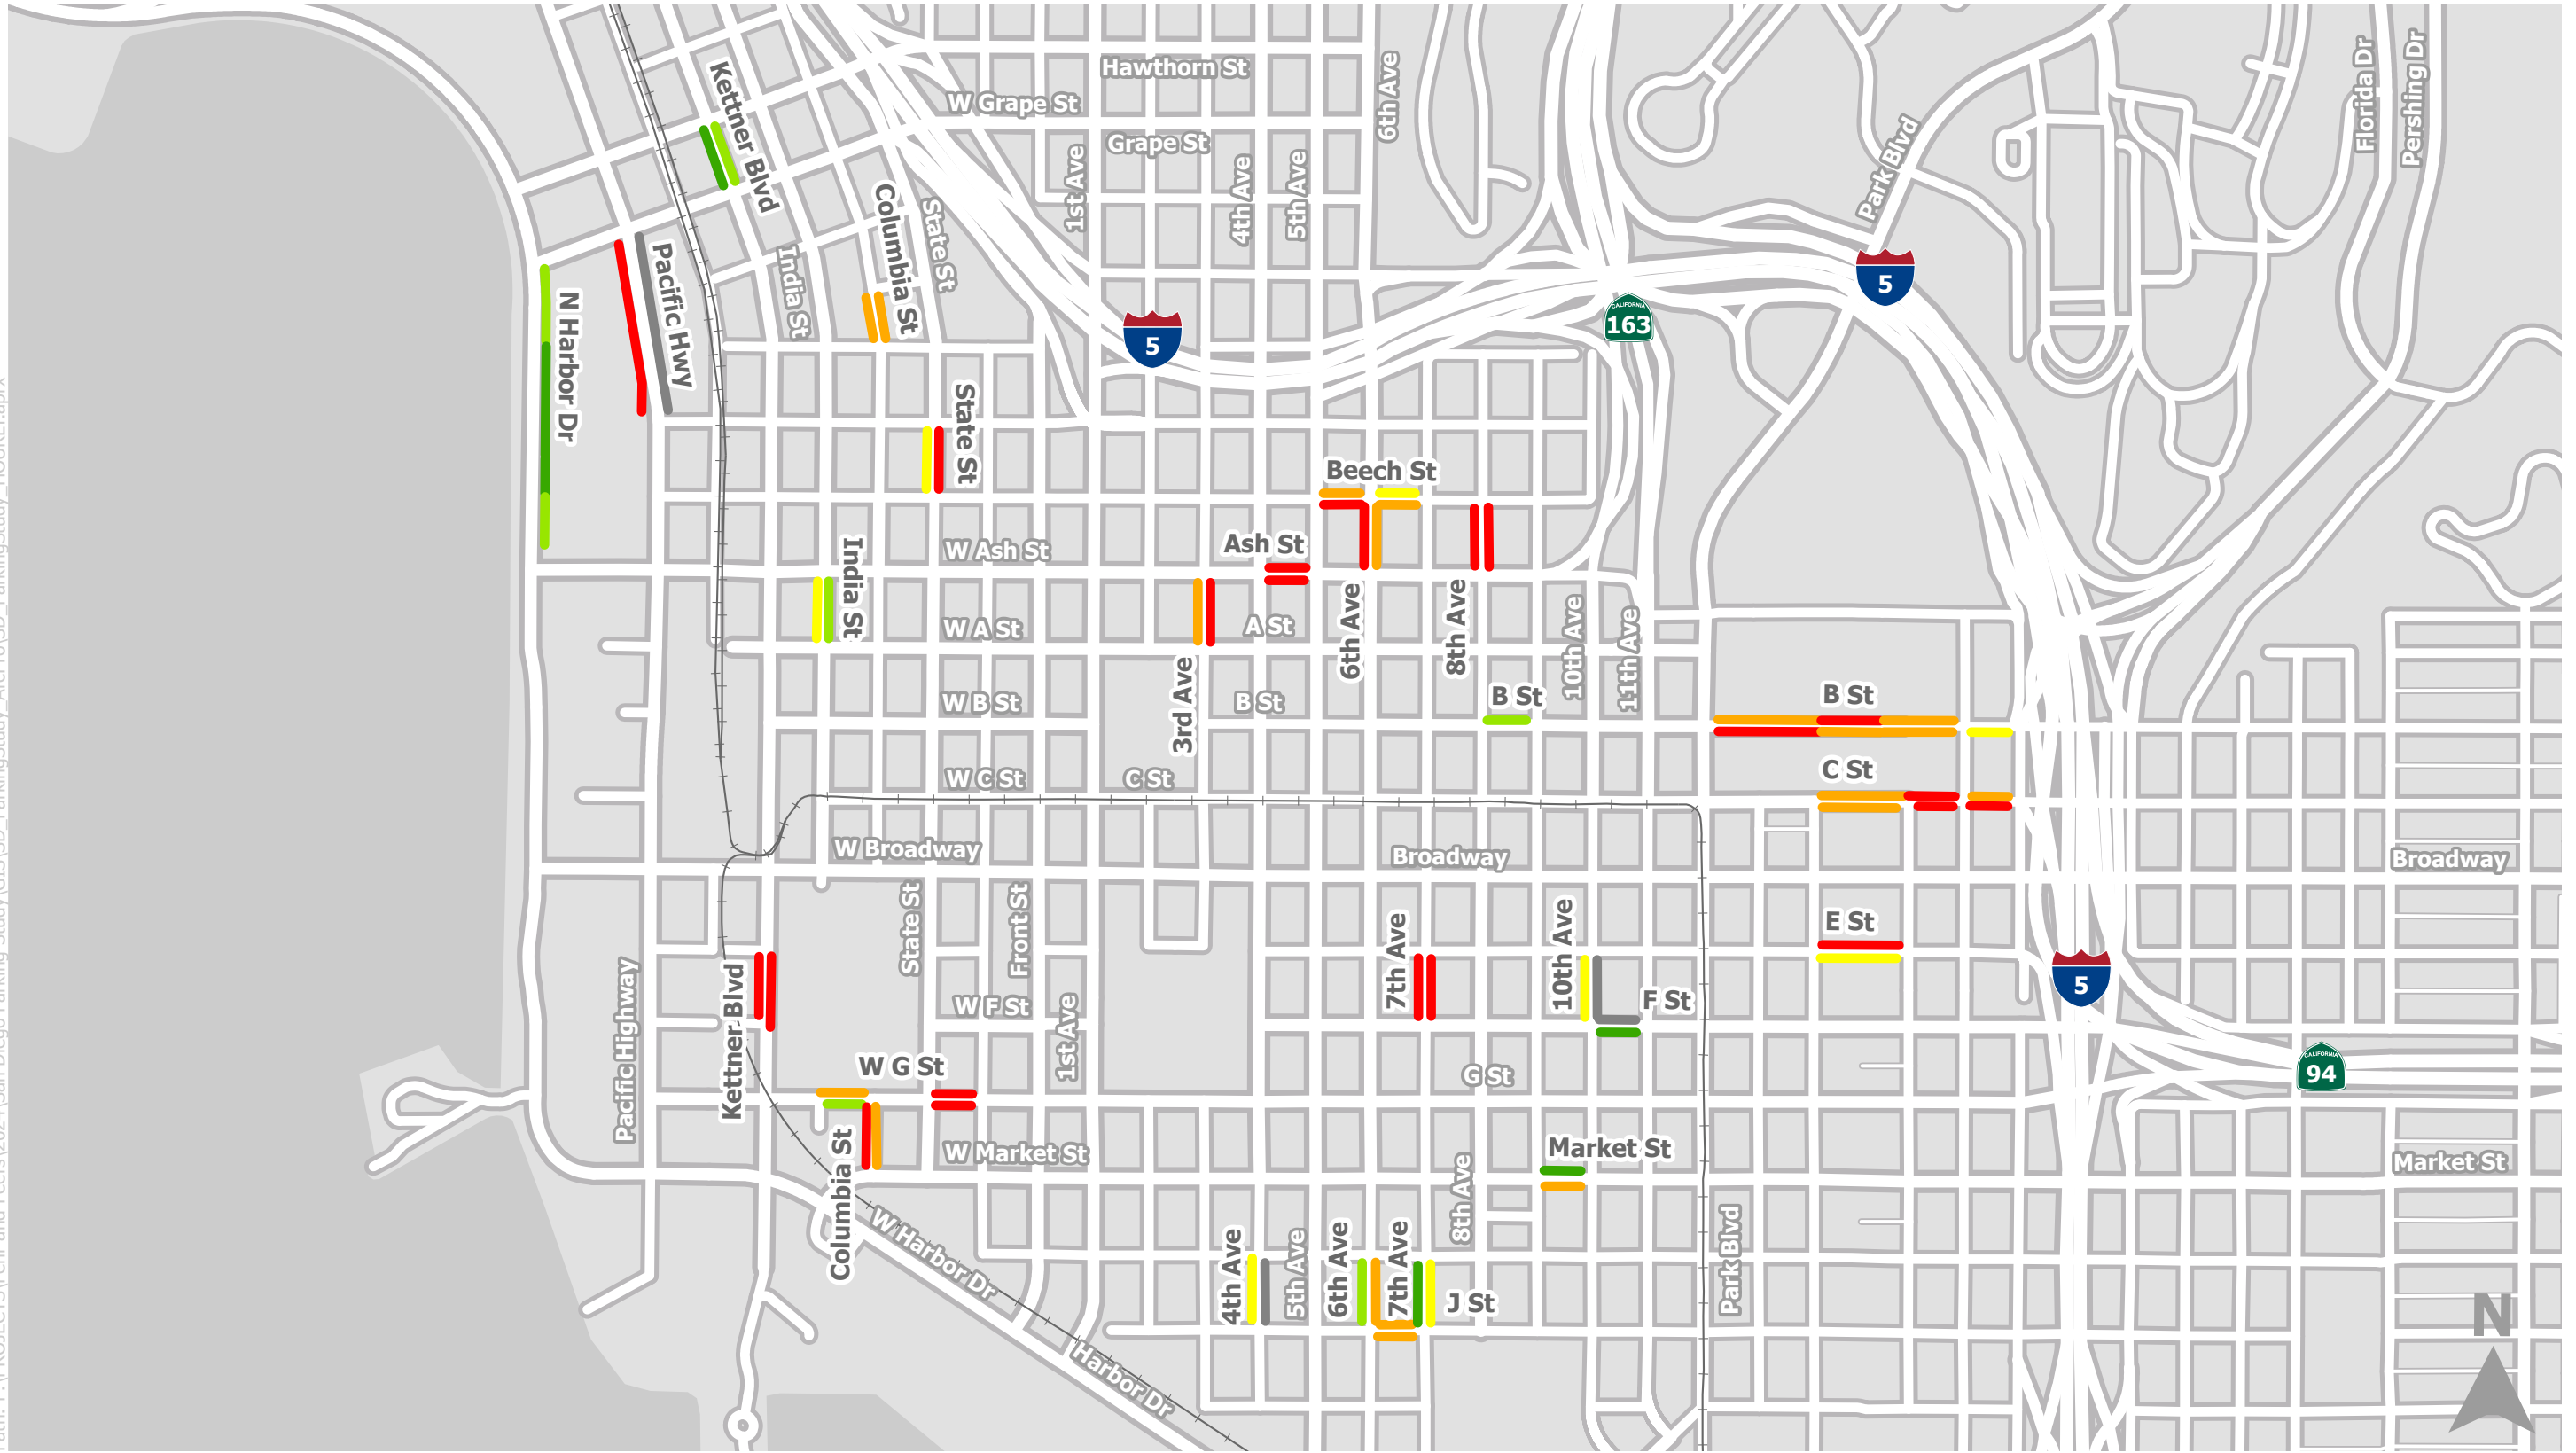 Hawthorn St
W Grape St
Grape St
6th Ave
Florida Dr
Pershing Dr
Kettner Blvd
Columbia St
State St
1st Ave
4th Ave
5th Ave
Park Blvd
Pacific Hwy
India St
N Harbor Dr
5
CALIFORNIA
163
5
State St
Beech St
W Ash St
Ash St
India St
W A St
A St
6th Ave
8th Ave
10th Ave
11th Ave
3rd Ave
W B St
B St
B St
B St
W C St
C St
C St
W Broadway
Broadway
Broadway
State St
Front St
7th Ave
10th Ave
E St
Pacific Highway
Kettner Blvd
W F St
1st Ave
F St
5
W G St
G St
CALIFORNIA
94
Columbia St
W Market St
Market St
Market St
8th Ave
W Harbor Dr
4th Ave
5th Ave
6th Ave
7th Ave
J St
Park Blvd
Harbor Dr
N